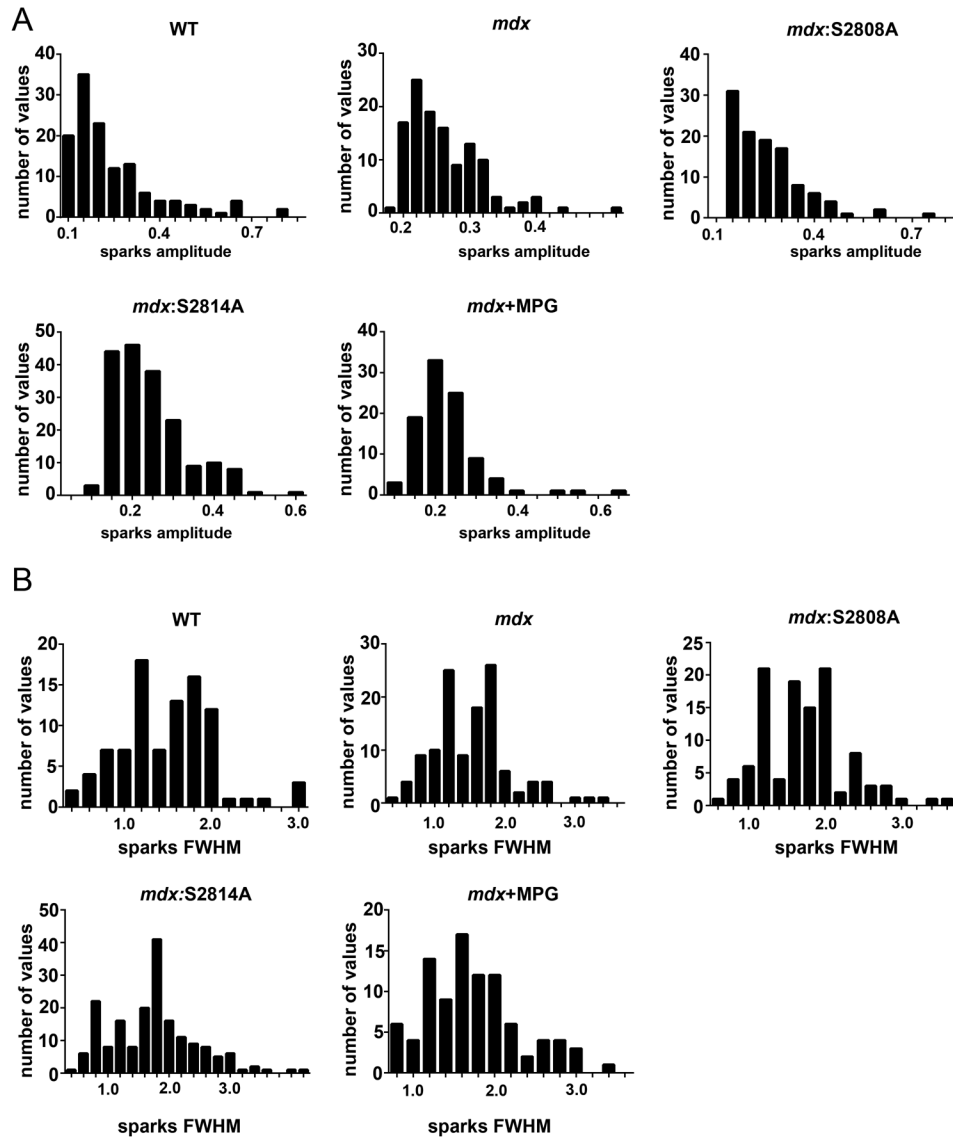 A
WT
mdx
mdx:S2808A
number of values
40
30
20
10
0
0.1
0.7
sparks amplitude
number of values
30
20
10
0
0.2
0.3
0.4
sparks amplitude
number of values
40
30
20
10
0
0.1
0.4
0.7
sparks amplitude
mdx:S2814A
mdx+MPG
number of values
50
40
30
20
10
0
0.2
0.4
0.6
sparks amplitude
number of values
40
30
20
10
0
0.2
0.4
0.6
sparks amplitude
B
WT
mdx
mdx:S2808A
number of values
20
15
10
5
0
1.0
2.0
3.0
sparks FWHM
number of values
30
20
10
0
1.0
2.0
3.0
sparks FWHM
number of values
25
20
15
10
5
0
1.0
2.0
3.0
sparks FWHM
mdx:S2814A
mdx+MPG
number of values
50
40
30
20
10
0
1.0
2.0
3.0
sparks FWHM
number of values
20
15
10
5
0
1.0
2.0
3.0
sparks FWHM